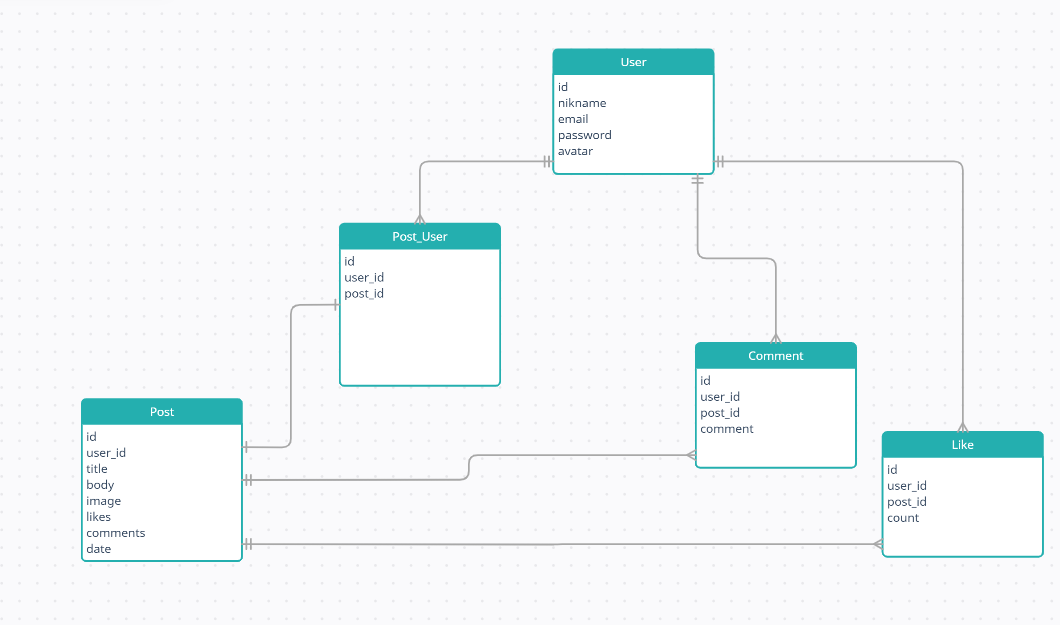 User
id
nikname
email
password
avatar
Post_User
id
user_id
post_id
Comment
id
user_id
post_id
comment
Post
id
user_id
title
body
image
likes
comments
date
Like
id
user_id
post_id
count